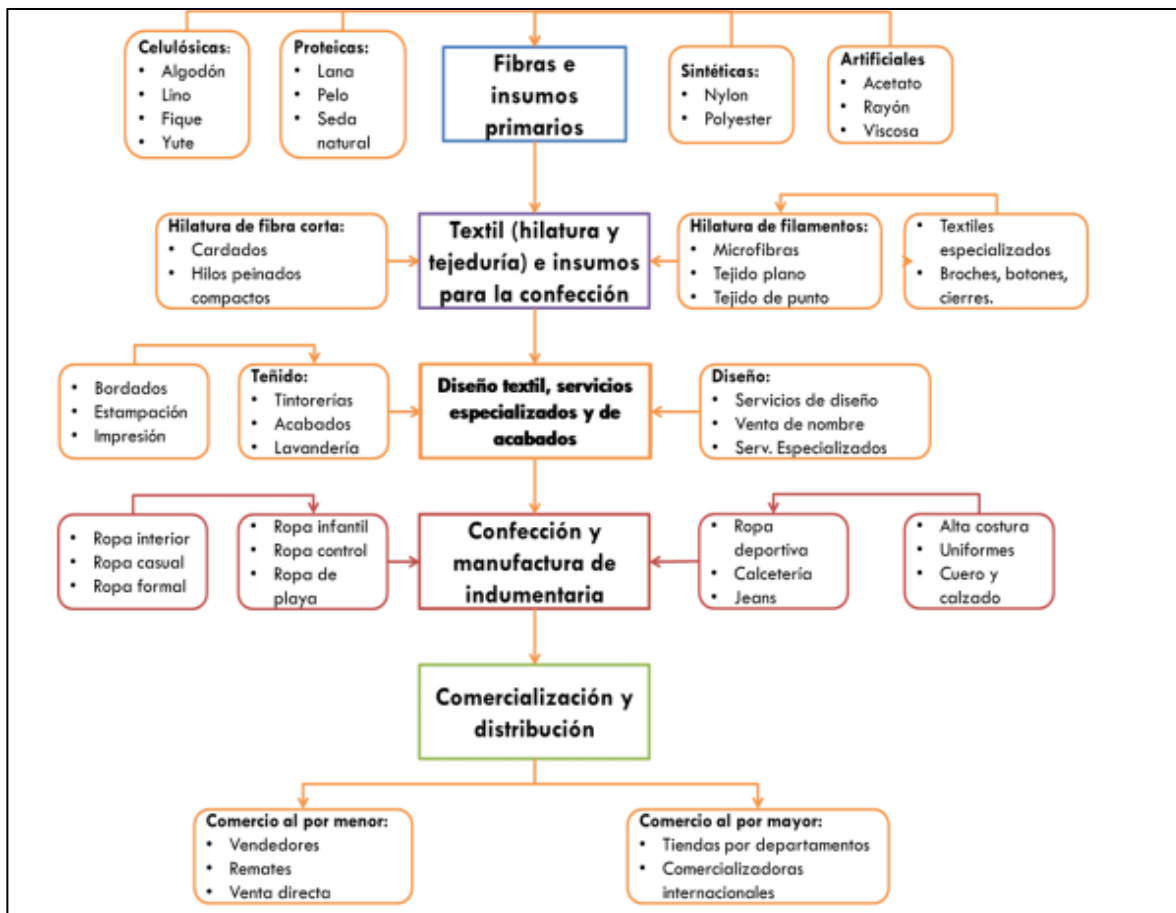 Celulósicas:
• Algodón
• Lino
• Fique
• Yute
Proteicas:
• Lana
• Pelo
• Seda
natural
Fibras e
insumos
primarios
Sintéticas:
• Nylon
• Polyester
Artificiales
• Acetato
• Rayón
• Viscosa
Hilatura de fibra corta:
• Cardados
• Hilos peinados
compactos
Textil (hilatura y
tejeduría) e insumos
para la confección
Hilatura de filamentos:
• Microfibras
• Tejido plano
• Tejido de punto
• Textiles
especializados
• Broches, botones,
cierres.
• Bordados
• Estampación
• Impresión
Teñido:
• Tintorerías
• Acabados
• Lavandería
Diseño textil, servicios
especializados y de
acabados
Diseño:
• Servicios de diseño
• Venta de nombre
• Serv. Especializados
• Ropa interior
• Ropa casual
• Ropa formal
• Ropa infantil
• Ropa control
• Ropa de
playa
Confección y
manufactura de
indumentaria
• Ropa
deportiva
• Calcetería
• Jeans
• Alta costura
• Uniformes
• Cuero y
calzado
Comercialización y
distribución
Comercio al por menor:
• Vendedores
• Remates
• Venta directa
Comercio al por mayor:
• Tiendas por departamentos
• Comercializadoras
internacionales